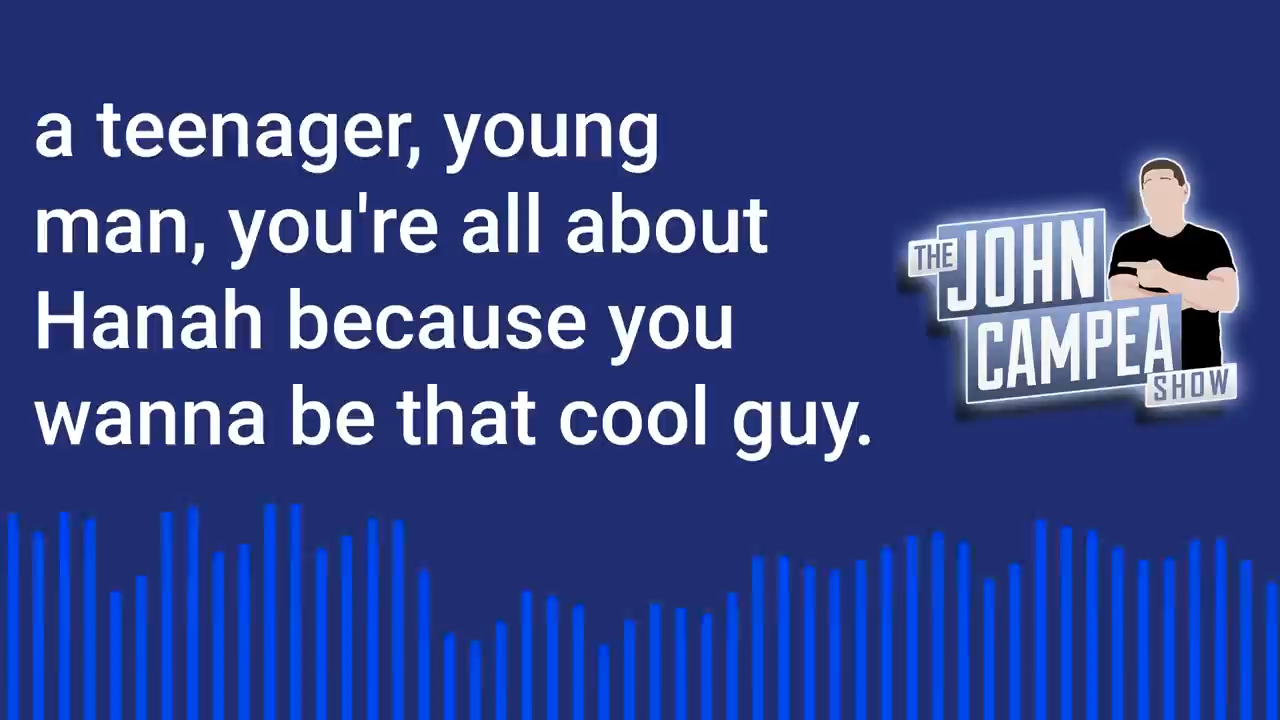 a teenager, young
man, you're all about
Hanah because you
wanna be that cool guy.
THE
JOHN
CAMPEA
SHOW